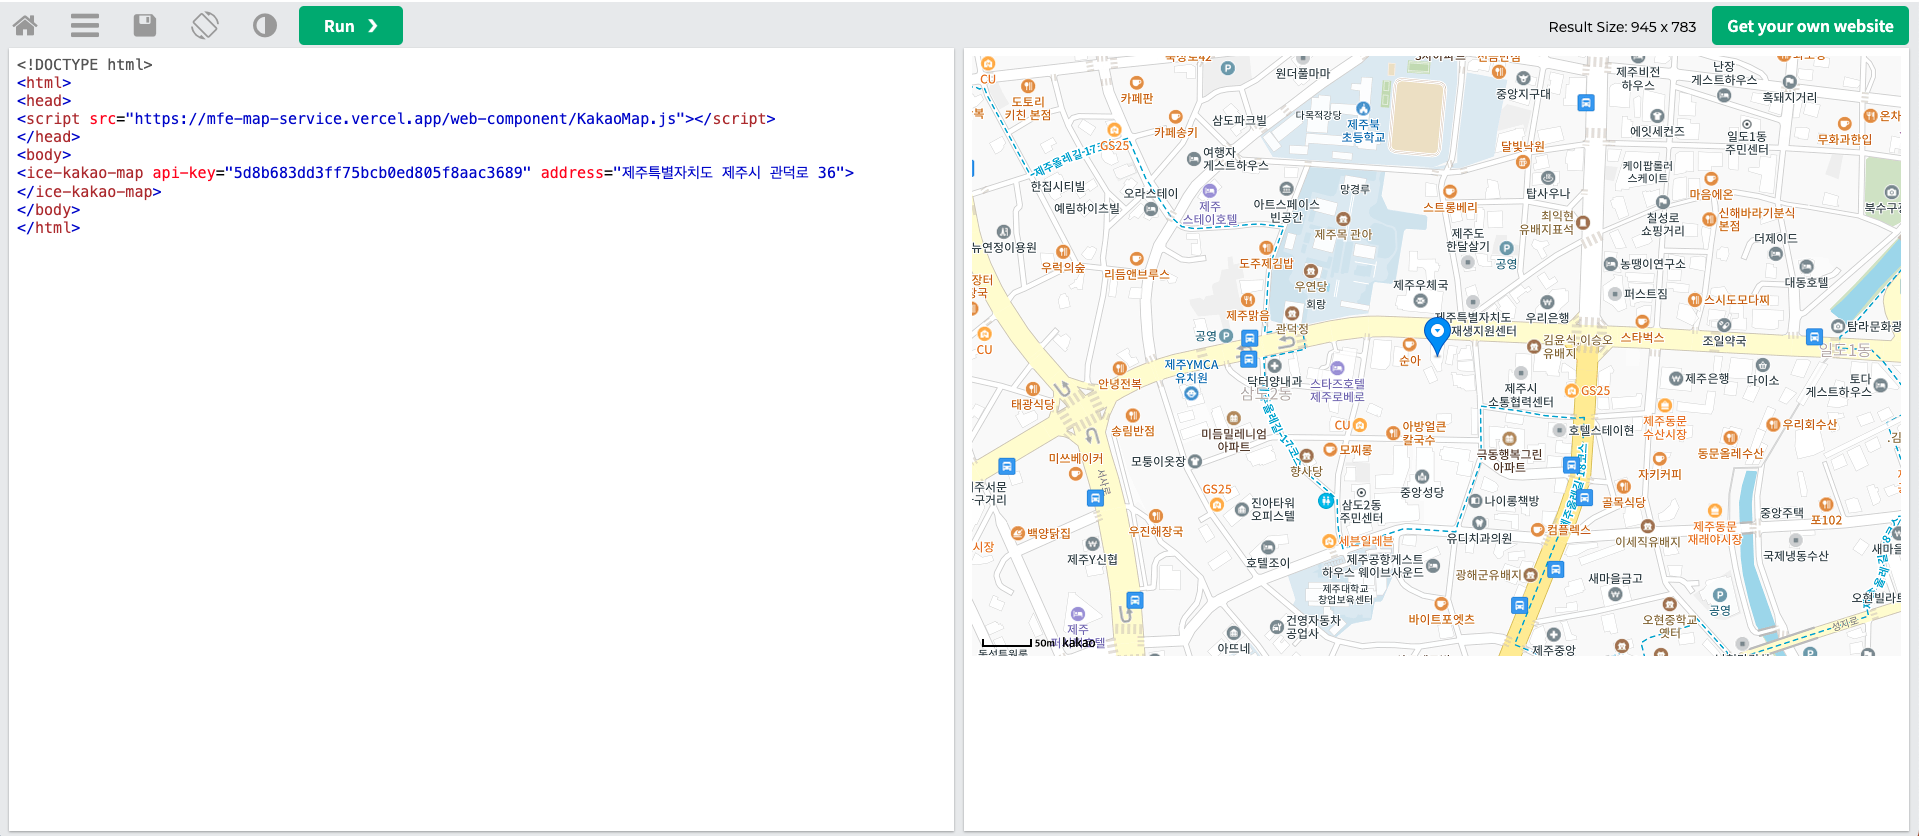 Run ❯
Result Size: 945 x 783
Get your own website
<!DOCTYPE html>
<html>
<head>
<script src="https://mfe-map-service.vercel.app/web-component/KakaoMap.js"></script>
</head>
<body>
<ice-kakao-map api-key="5d8b683dd3ff75bcb0ed805f8aac3689" address="제주특별자치도 제주시 관덕로 36">
</ice-kakao-map>
</body>
</html>
CU
원더풀마마
중앙지구대
제주비전
하우스
난장
게스트하우스
흑돼지거리
도토리
키친 본점
카페판
카페송키
삼도파크빌
다목적강당
제주북
초등학교
에잇세컨즈
일도1동
주민센터
무화과한입
온차
GS25
제주올레길-17코스
여행자
게스트하우스
달빛낙원
케이팝롤러
스케이트
한집시티빌
예림하이츠빌
오라스테이
제주
스테이호텔
아트스페이스
빈공간
망경루
스트롱베리
탑사우나
마음에온
신해바라기분식
본점
북수구광
최익현
유배지표석
칠성로
쇼핑거리
더제이드
뉴연정이용원
우럭의숲
리듬앤브루스
도주제김밥
제주목 관아
제주도
한달살기
공영
농땡이연구소
대동호텔
우연당
회랑
제주우체국
퍼스트짐
스시도모다찌
제주맑음
관덕정
제주특별자치도
재생지원센터
우리은행
김윤식.이승오
유배지
스타벅스
조일약국
탐라문화광
일도1동
CU
공영
제주YMCA
유치원
안녕전복
닥터양내과
삼도2동
스타즈호텔
제주로베로
순아
제주시
소통협력센터
GS25
제주은행
다이소
토다
게스트하우스
태광식당
송림반점
미듬밀레니엄
아파트
CU
아방얼큰
칼국수
호텔스테이현
제주동문
수산시장
우리회수산
동문올레수산
미쓰베이커
모퉁이옷장
모찌롱
향사당
극동행복그린
아파트
자키커피
서사로
GS25
진아타워
오피스텔
삼도2동
주민센터
중앙성당
나이롱책방
골목식당
중앙주택
포102
백양닭집
우진해장국
유디치과의원
컴플렉스
이세직유배지
제주동문
재래야시장
제주Y신협
호텔조이
세븐일레븐
제주공항게스트
하우스 웨이브사운드
광해군유배지
국제냉동수산
새마을금고
제주대학교
창업보육센터
바이트포엣츠
공영
건영자동차
공업사
아뜨네
오현중학교
옛터
제주중앙
성지로
50m
kakao